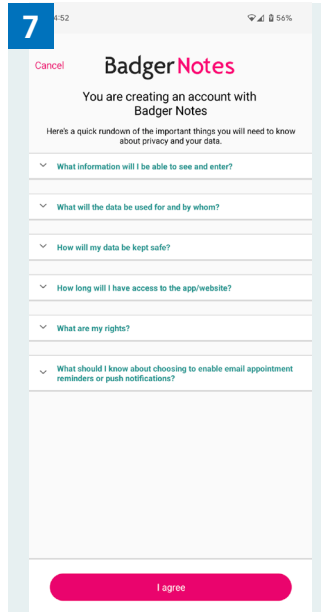 7
4:52
56%
Cancel
BadgerNotes
You are creating an account with
Badger Notes
Here's a quick rundown of the important things you will need to know
about privacy and your data.
What information will I be able to see and enter?
What will the data be used for and by whom?
How will my data be kept safe?
How long will I have access to the app/website?
What are my rights?
What should I know about choosing to enable email appointment
reminders or push notifications?
I agree